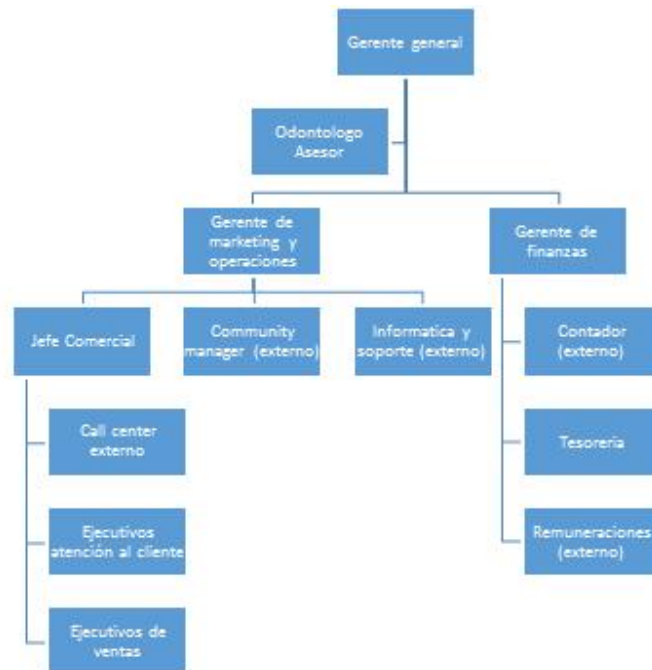 Gerente general
Odontologo
Asesor
Gerente de
marketing y
operaciones
Gerente de
finanzas
Jefe Comercial
Community
manager (externo)
Informatica y
soporte (externo)
Contador
(externo)
Call center
externo
Tesoreria
Ejecutivos
atención al cliente
Remuneraciones
(externo)
Ejecutivos de
ventas